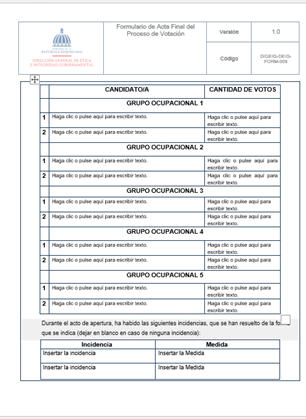 Formulario de Acta Final del
Proceso de Votación
Versión
1.0
REPÚBLICA DOMINICANA
DIRECCIÓN GENERAL DE ÉTICA
E INTEGRIDAD GUBERNAMENTAL
Código
FORM-008
CANDIDATO/A
CANTIDAD DE VOTOS
GRUPO OCUPACIONAL 1
1 Haga clic o pulse aquí para escribir texto.
Haga clic o pulse aquí para
escribir texto.
2 Haga clic o pulse aquí para escribir texto.
Haga clic o pulse aquí para
escribir texto.
GRUPO OCUPACIONAL 2
1 Haga clic o pulse aquí para escribir texto.
Haga clic o pulse aquí para
escribir texto.
2 Haga clic o pulse aquí para escribir texto.
Haga clic o pulse aquí para
escribir texto.
GRUPO OCUPACIONAL 3
1 Haga clic o pulse aquí para escribir texto.
Haga clic o pulse aquí para
escribir texto.
2 Haga clic o pulse aquí para escribir texto.
Haga clic o pulse aquí para
escribir texto.
GRUPO OCUPACIONAL 4
1 Haga clic o pulse aquí para escribir texto.
Haga clic o pulse aquí para
escribir texto.
2 Haga clic o pulse aquí para escribir texto.
Haga clic o pulse aquí para
escribir texto.
GRUPO OCUPACIONAL 5
1 Haga clic o pulse aquí para escribir texto.
Haga clic o pulse aquí para
escribir texto.
2 Haga clic o pulse aquí para escribir texto.
Haga clic o pulse aquí para
escribir texto.
Durante el acto de apertura, ha habido las siguientes incidencias, que se han resuelto de la
que se indica (dejar en blanco en caso de ninguna incidencia):
Incidencia
Medida
Insertar la incidencia
Insertar la Medida
Insertar la incidencia
Insertar la Medida